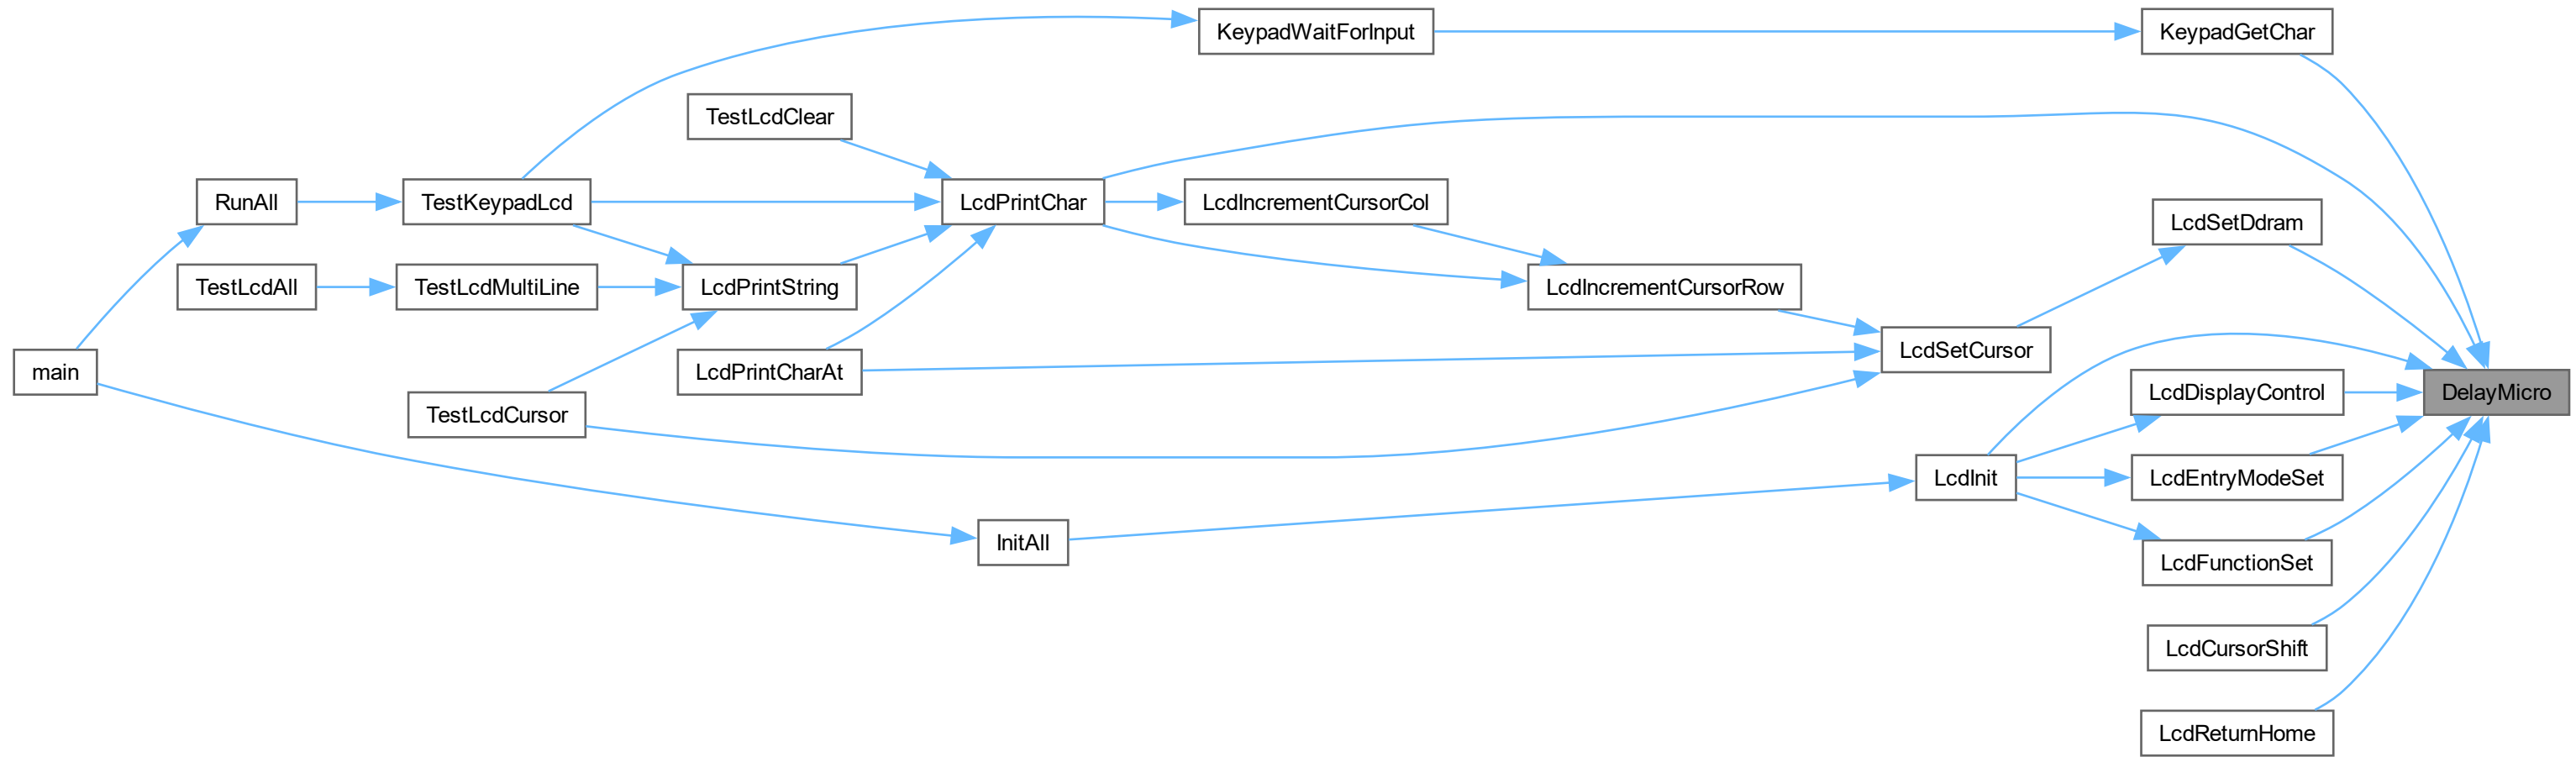 KeypadWaitForInput
KeypadGetChar
TestLcdClear
RunAll
TestKeypadLcd
LcdPrintChar
LcdIncrementCursorCol
LcdSetDdram
TestLcdAll
TestLcdMultiLine
LcdPrintString
LcdIncrementCursorRow
LcdSetCursor
main
LcdPrintCharAt
LcdDisplayControl
DelayMicro
TestLcdCursor
LcdInit
LcdEntryModeSet
InitAll
LcdFunctionSet
LcdCursorShift
LcdReturnHome